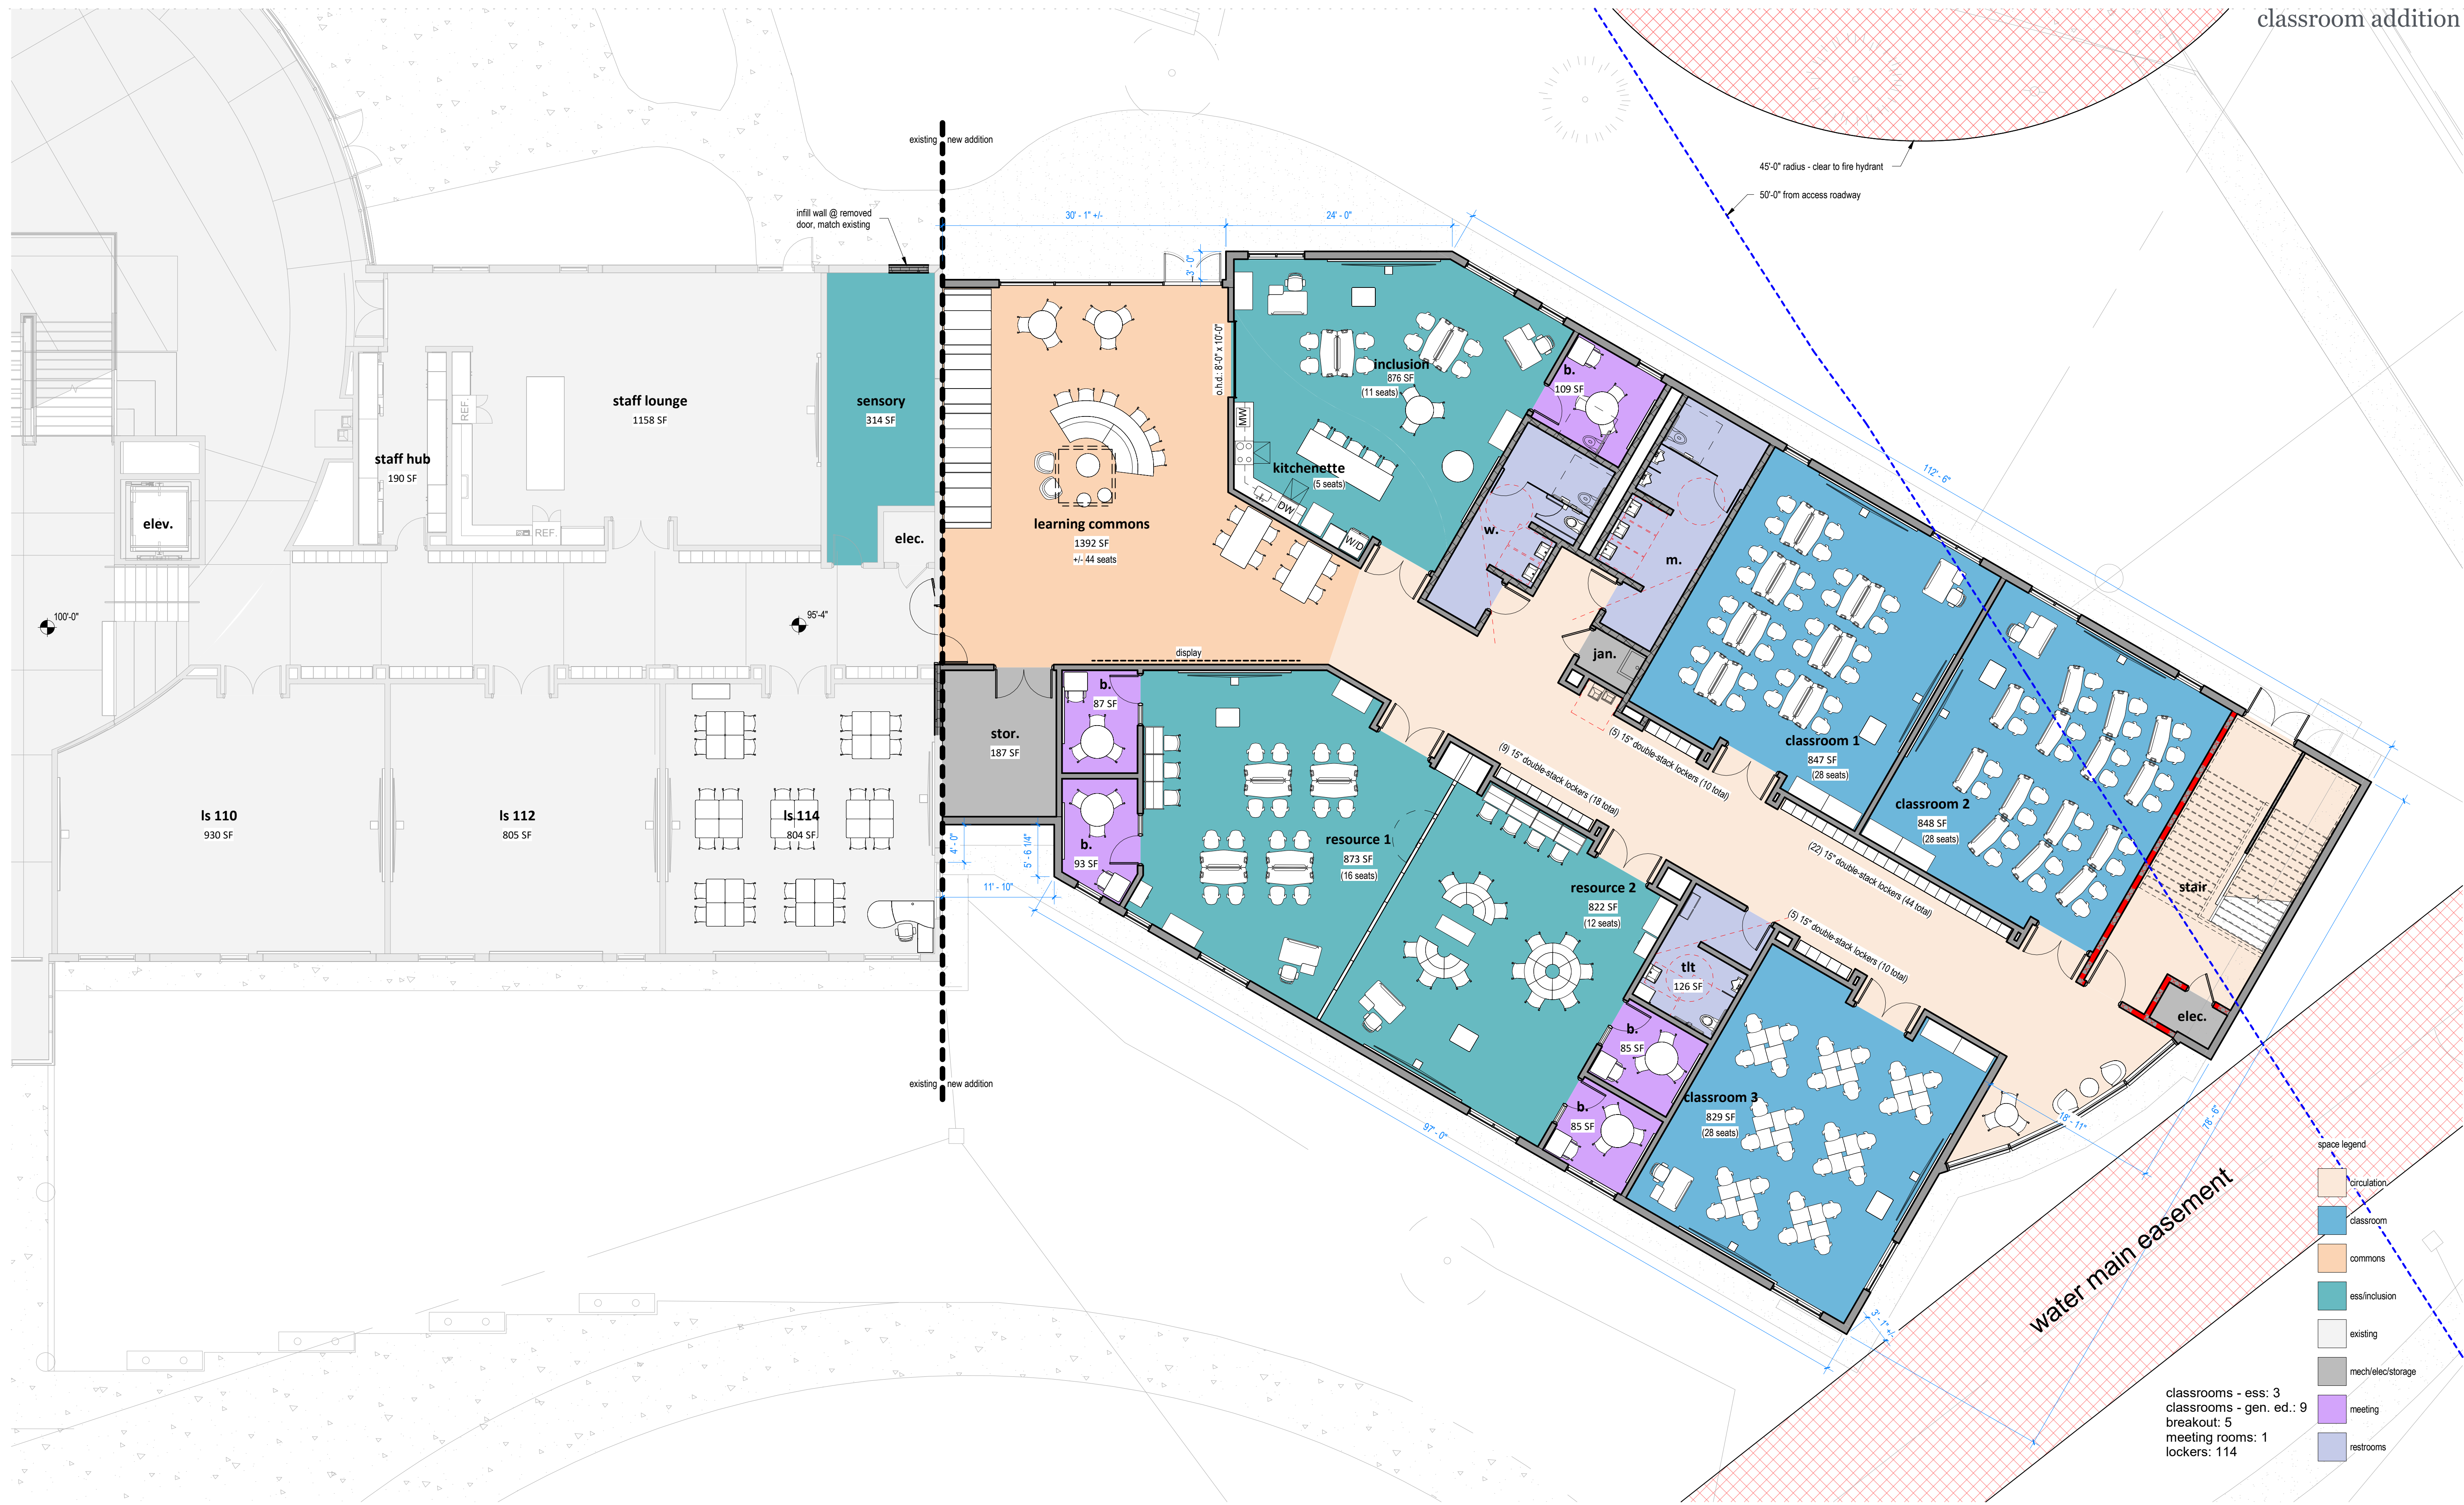 classroom addition
existing
new addition
45'-0" radius - clear to fire hydrant
50'-0" from access roadway
infill wall @ removed
door, match existing
30' - 1" +/-
24' - 0"
3' - 0"
o.h.d.: 8'-0" x 10'-0"
112' - 6"
inclusion
876 SF
(11 seats)
b.
109 SF
MW
kitchenette
(5 seats)
DW
W/D
w.
m.
jan.
staff lounge
1158 SF
REF.
REF.
sensory
314 SF
staff hub
190 SF
elev.
elec.
learning commons
1392 SF
+/- 44 seats
100'-0"
95'-4"
display
stor.
187 SF
b.
87 SF
b.
93 SF
ls 110
930 SF
ls 112
805 SF
ls 114
804 SF
4' - 0"
5' - 6 1/4"
11' - 10"
resource 1
873 SF
(16 seats)
resource 2
822 SF
(12 seats)
(9) 15" double-stack lockers (18 total)
(5) 15" double-stack lockers (10 total)
(22) 15" double-stack lockers (44 total)
(5) 15" double-stack lockers (10 total)
classroom 1
847 SF
(28 seats)
classroom 2
848 SF
(28 seats)
stair
elec.
tlt
126 SF
b.
85 SF
b.
85 SF
classroom 3
829 SF
(28 seats)
existing
new addition
97' - 0"
18' - 11"
78' - 6"
3' - 1" +/-
water main easement
space legend
circulation
classroom
commons
ess/inclusion
existing
mech/elec/storage
meeting
restrooms
classrooms - ess: 3
classrooms - gen. ed.: 9
breakout: 5
meeting rooms: 1
lockers: 114